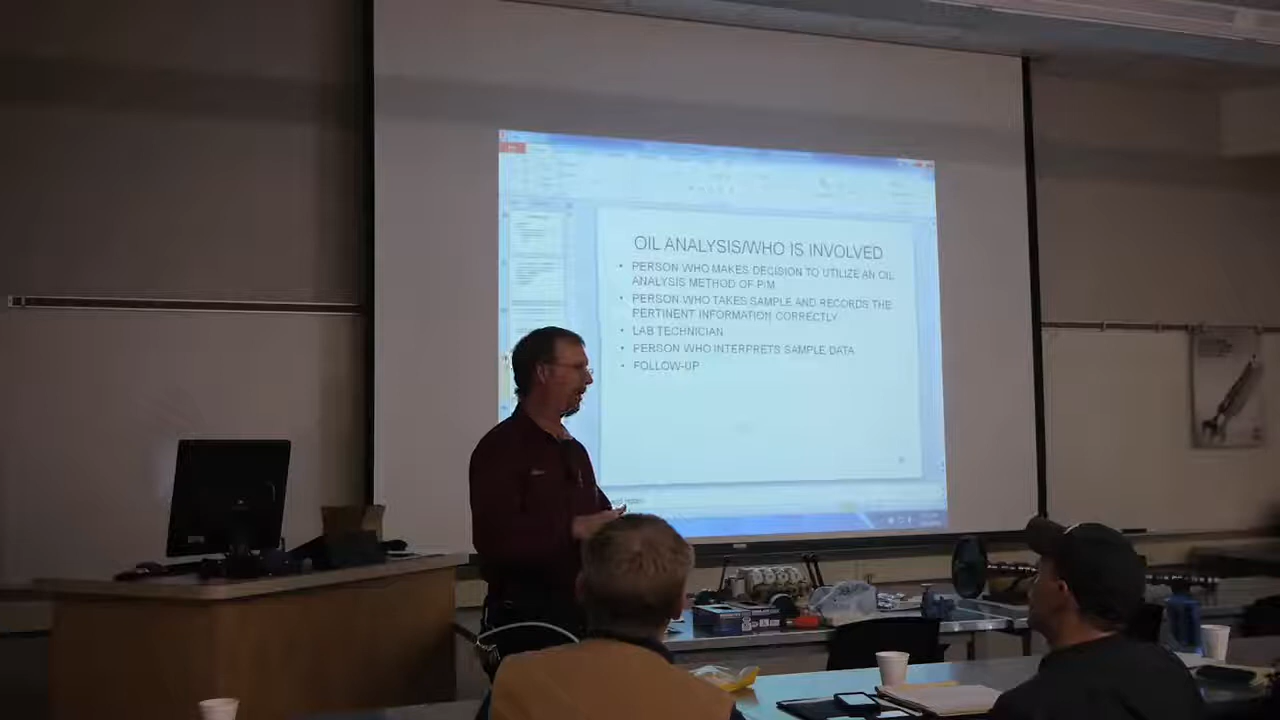 OIL ANALYSIS/WHO IS INVOLVED
• PERSON WHO MAKES DECISION TO UTILIZE AN OIL
ANALYSIS METHOD OF P/M
• PERSON WHO TAKES SAMPLE AND RECORDS THE
PERTINENT INFORMATION CORRECTLY
• LAB TECHNICIAN
• PERSON WHO INTERPRETS SAMPLE DATA
• FOLLOW-UP